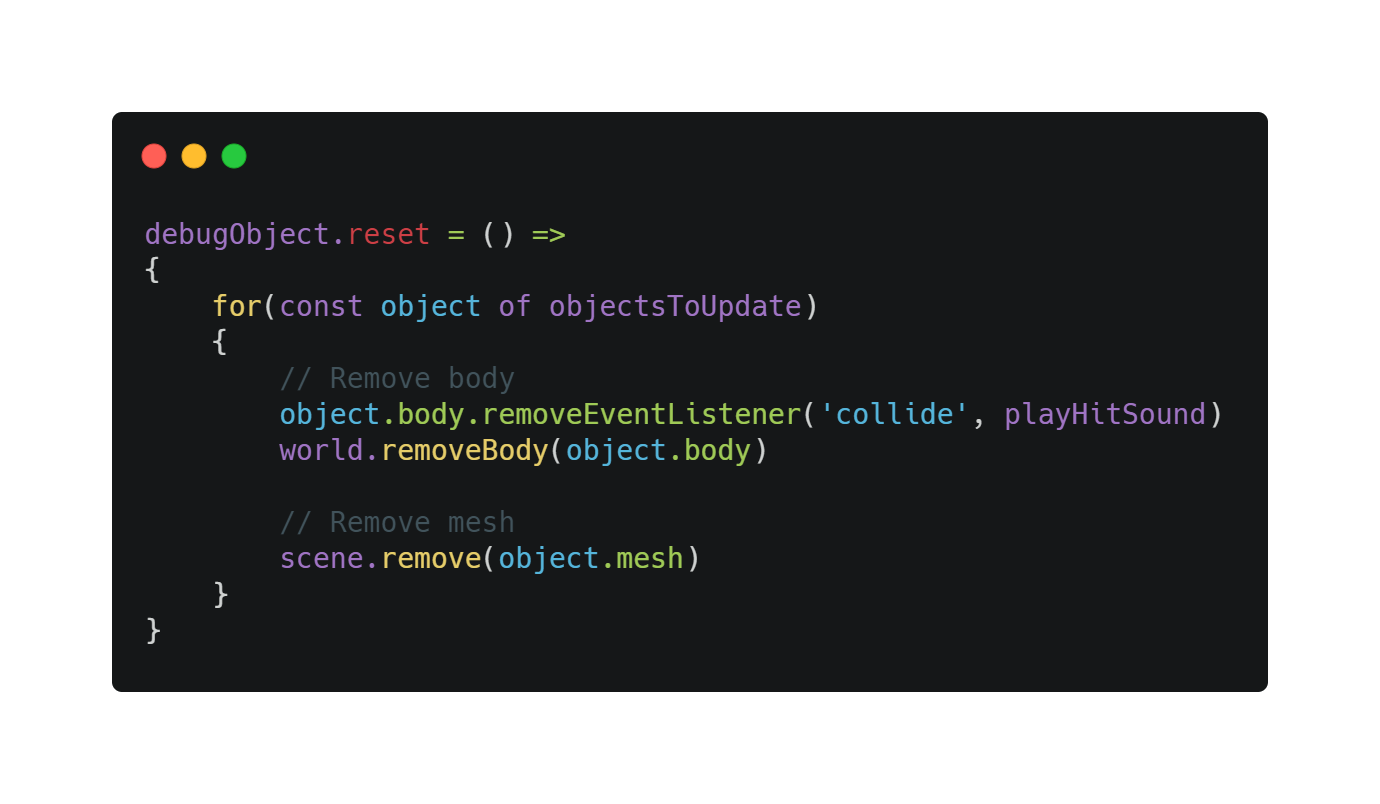 debugObject.reset = () =>
{
    for(const object of objectsToUpdate)
    {
        // Remove body
        object.body.removeEventListener('collide', playHitSound)
        world.removeBody(object.body)

        // Remove mesh
        scene.remove(object.mesh)
    }
}